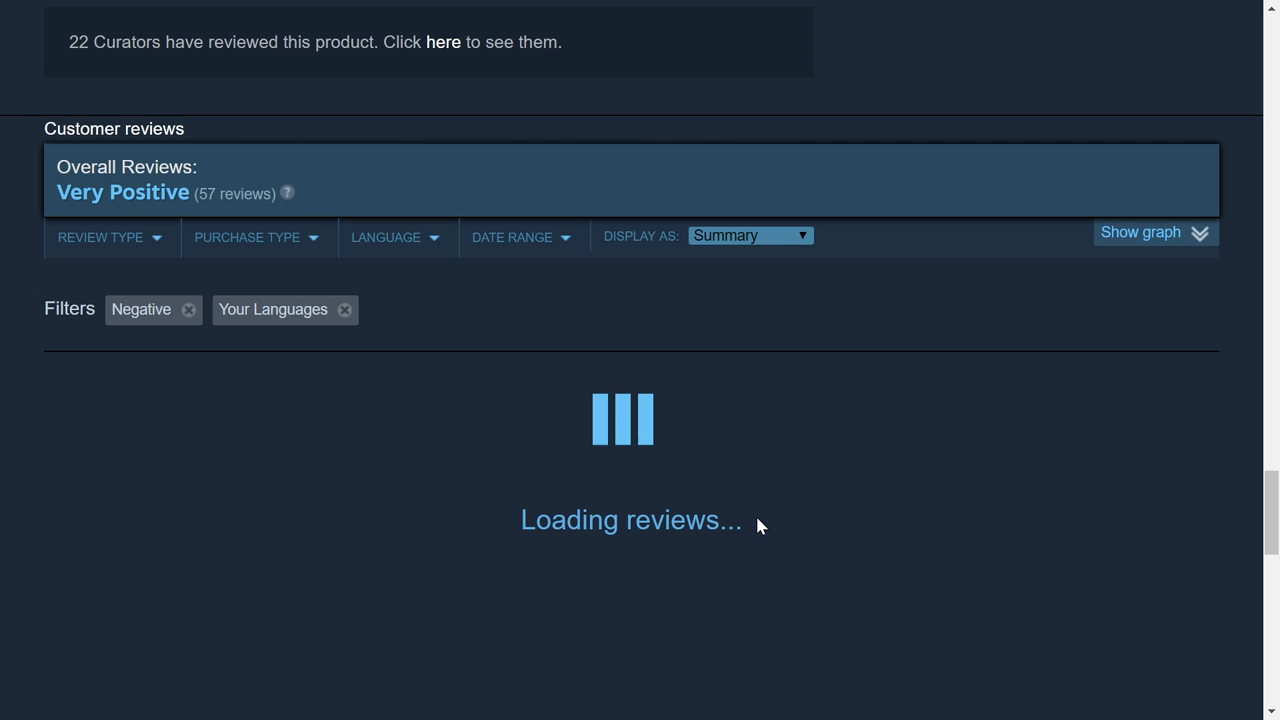 22 Curators have reviewed this product. Click here to see them.
Customer reviews
Overall Reviews:
Very Positive (57 reviews) ?
REVIEW TYPE PURCHASE TYPE LANGUAGE DATE RANGE DISPLAY AS: Summary Show graph
Filters Negative Your Languages
Loading reviews...